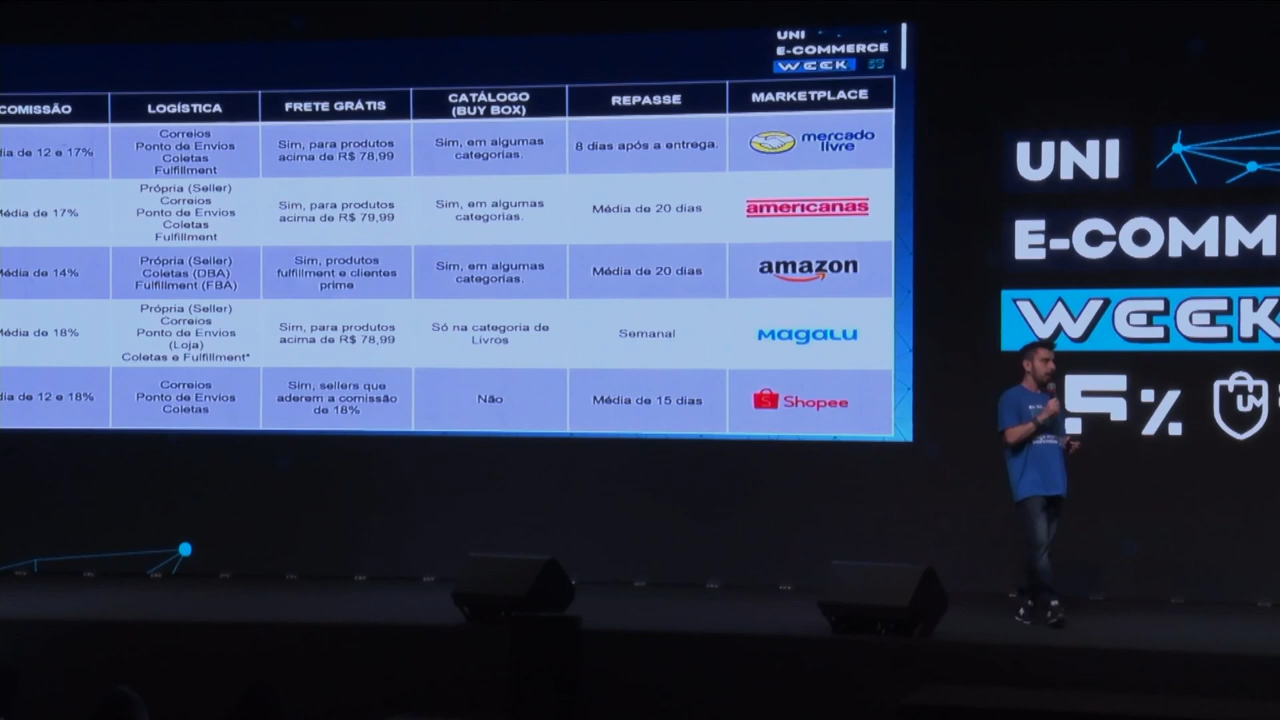 UNI
E-COMMERCE
WEEK
COMISSÃO
LOGÍSTICA
FRETE GRÁTIS
CATÁLOGO
(BUY BOX)
REPASSE
MARKETPLACE
dia de 12 e 17%
Correios
Ponto de Envios
Coletas
Fulfillment
Sim, para produtos
acima de R$ 78,99
Sim, em algumas
categorias.
8 dias após a entrega.
mercado
livre
Média de 17%
Própria (Seller)
Correios
Ponto de Envios
Coletas
Fulfillment
Sim, para produtos
acima de R$ 79,99
Sim, em algumas
categorias.
Média de 20 dias
americanas
Média de 14%
Própria (Seller)
Coletas (DBA)
Fulfillment (FBA)
Sim, produtos
fulfillment e clientes
prime
Sim, em algumas
categorias.
Média de 20 dias
amazon
Média de 18%
Própria (Seller)
Correios
Ponto de Envios
(Loja)
Coletas e Fulfillment*
Sim, para produtos
acima de R$ 78,99
Só na categoria de
Livros
Semanal
MAGALU
dia de 12 e 18%
Correios
Ponto de Envios
Coletas
Sim, sellers que
aderem a comissão
de 18%
Não
Média de 15 dias
Shopee
UNI
E-COMM
WEEK